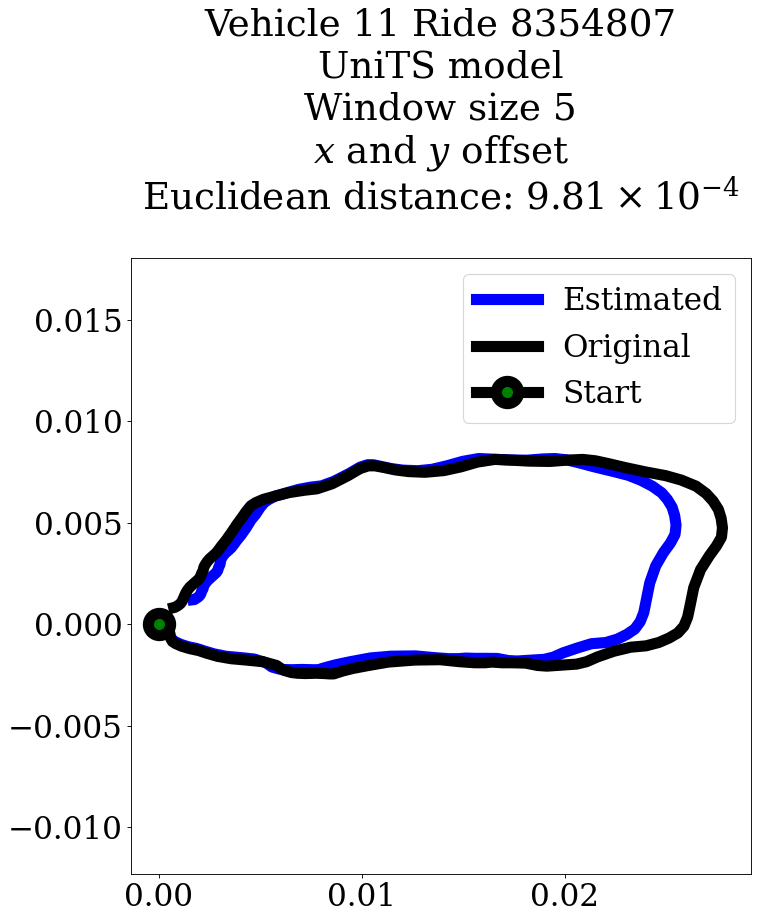 Vehicle 11 Ride 8354807
UniTS model
Window size 5
x and y offset
Euclidean distance: 9.81 × 10⁻⁴
Estimated
Original
Start
0.015
0.010
0.005
0.000
−0.005
−0.010
0.00 0.01 0.02